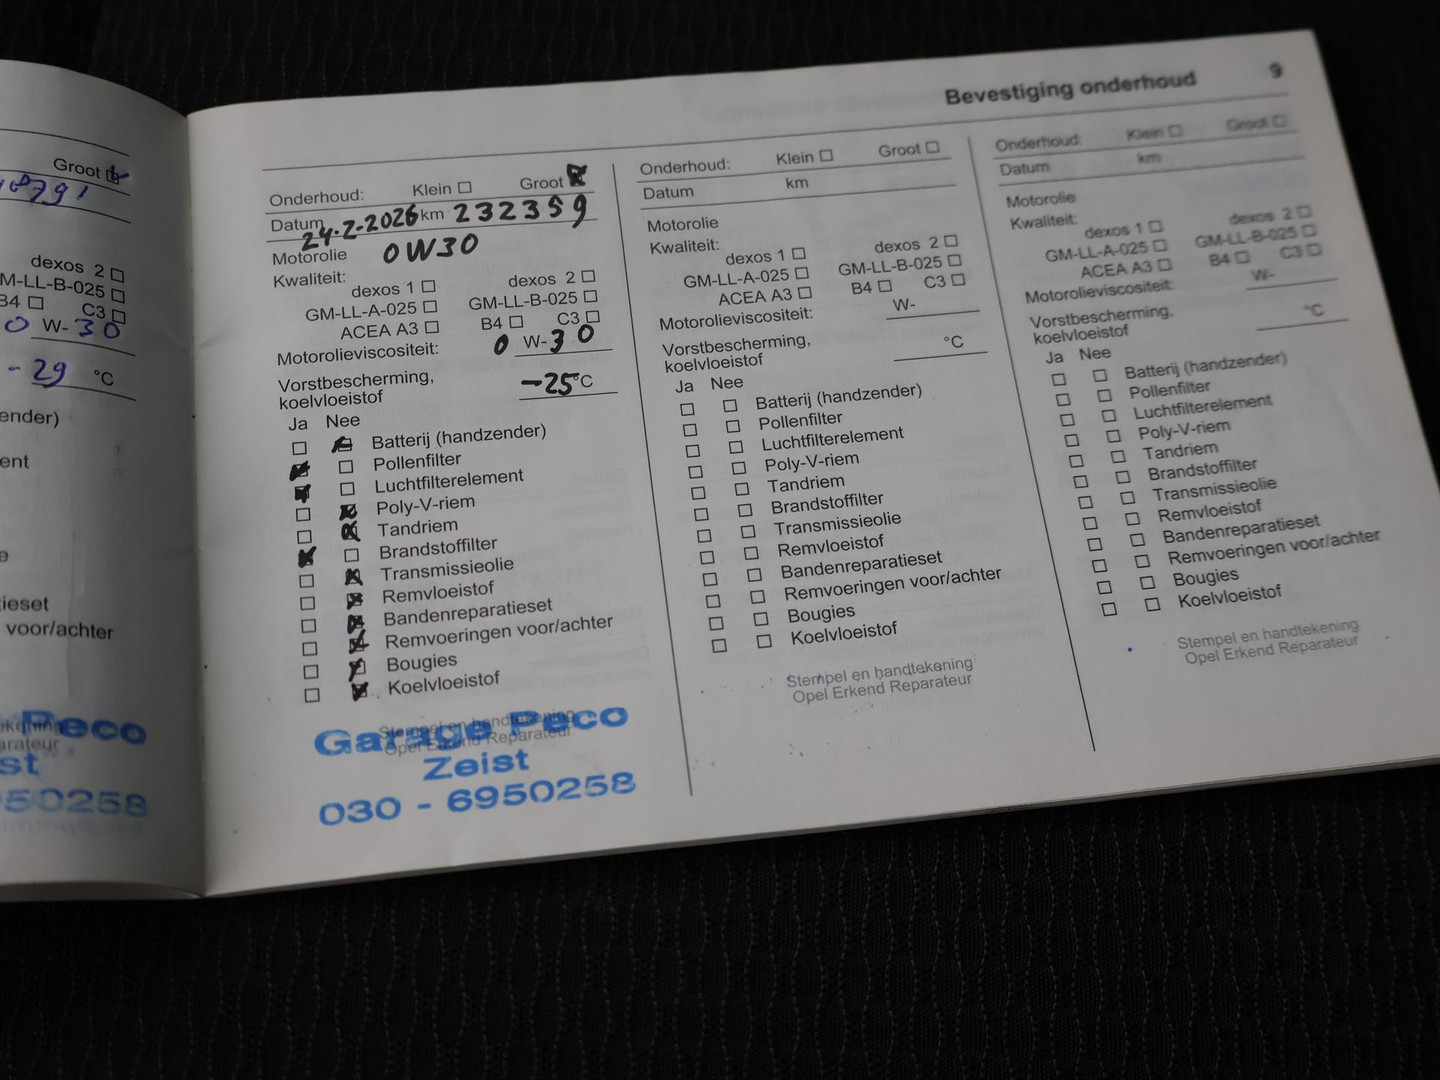 Bevestiging onderhoud 9
Groot
dexos 2
GM-LL-B-025
B4 C3
0 W-30
-29 °C
voor/achter
Peco
Onderhoud: Klein Groot
Datum 24-2-2026 km 232359
Motorolie 0W30
Kwaliteit:
dexos 1 dexos 2
GM-LL-A-025 GM-LL-B-025
ACEA A3 B4 C3
Motorolieviscositeit: 0 W-30
Vorstbescherming,
koelvloeistof -25°C
Ja Nee
Batterij (handzender)
Pollenfilter
Luchtfilterelement
Poly-V-riem
Tandriem
Brandstoffilter
Transmissieolie
Remvloeistof
Bandenreparatieset
Remvoeringen voor/achter
Bougies
Koelvloeistof
Stempel en handtekening
Opel Erkend Reparateur
Garage Peco
Zeist
030 - 6950258
Onderhoud: Klein Groot
Datum km
Motorolie
Kwaliteit:
dexos 1 dexos 2
GM-LL-A-025 GM-LL-B-025
ACEA A3 B4 C3
Motorolieviscositeit: W-
Vorstbescherming,
koelvloeistof °C
Ja Nee
Batterij (handzender)
Pollenfilter
Luchtfilterelement
Poly-V-riem
Tandriem
Brandstoffilter
Transmissieolie
Remvloeistof
Bandenreparatieset
Remvoeringen voor/achter
Bougies
Koelvloeistof
Stempel en handtekening
Opel Erkend Reparateur
Onderhoud: Klein Groot
Datum km
Motorolie
Kwaliteit:
dexos 1 dexos 2
GM-LL-A-025 GM-LL-B-025
ACEA A3 B4 C3
Motorolieviscositeit: W-
Vorstbescherming,
koelvloeistof °C
Ja Nee
Batterij (handzender)
Pollenfilter
Luchtfilterelement
Poly-V-riem
Tandriem
Brandstoffilter
Transmissieolie
Remvloeistof
Bandenreparatieset
Remvoeringen voor/achter
Bougies
Koelvloeistof
Stempel en handtekening
Opel Erkend Reparateur